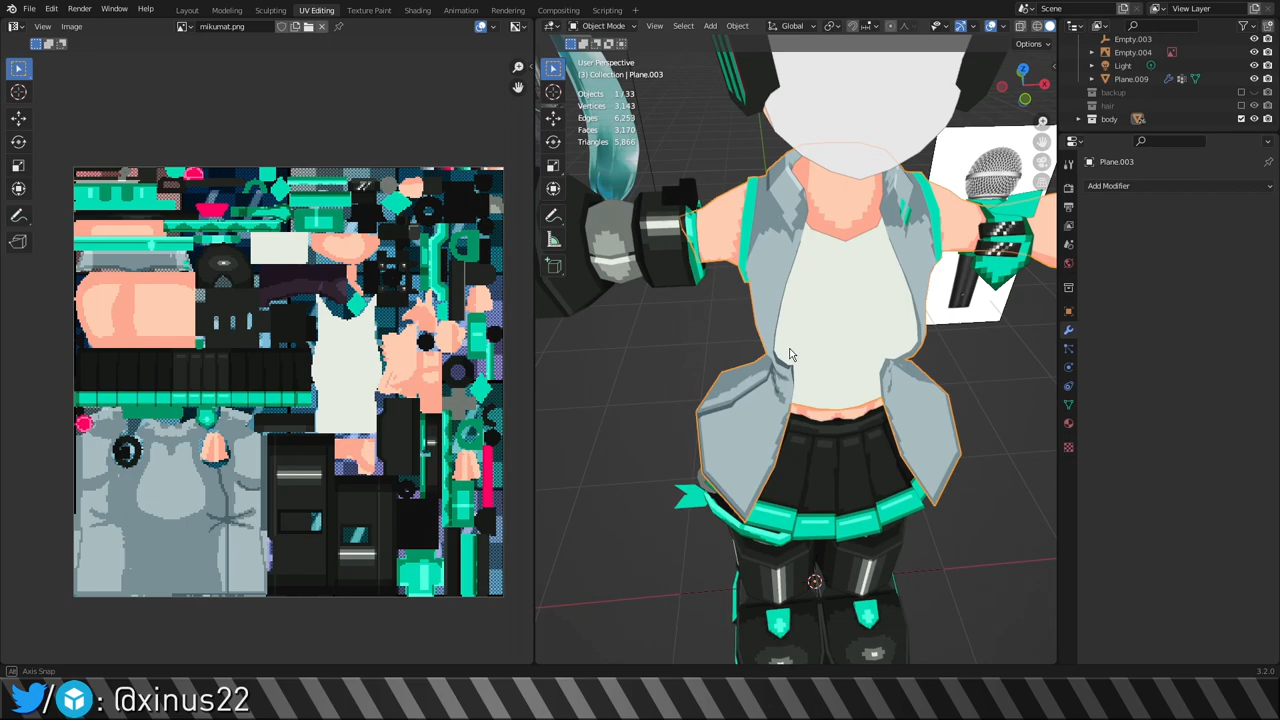 File Edit Render Window Help Layout Modeling Sculpting UV Editing Texture Paint Shading Animation Rendering Compositing Scripting Scene View Layer
View Image mikumat.png Object Mode View Select Add Object Global
Options
User Perspective
(3) Collection | Plane.003
Objects 1/33
Vertices 3,143
Edges 6,253
Faces 3,170
Triangles 5,866
X
Z
Empty.003
Empty.004
Light
Plane.009
backup
hair
body
Plane.003
Add Modifier
Alt Axis Snap 3.2.0
/ : @xinus22